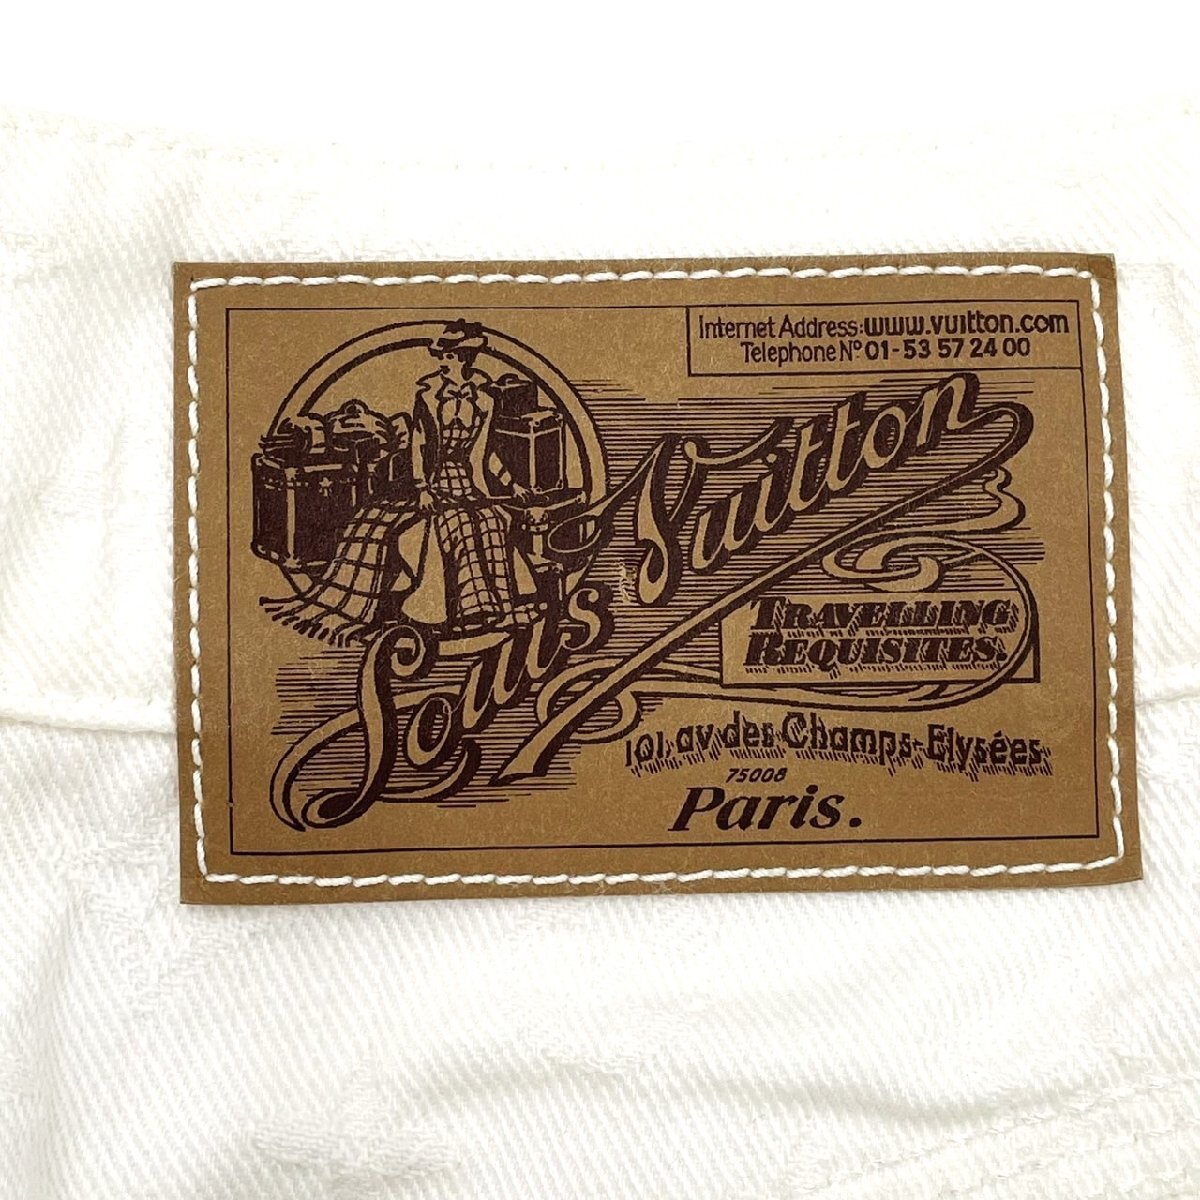 Internet Address:www.vuitton.com
Telephone Nº 01-53 57 24 00
Louis Vuitton
TRAVELLING
REQUISITES.
101, av des Champs-Elysées
75008
Paris.